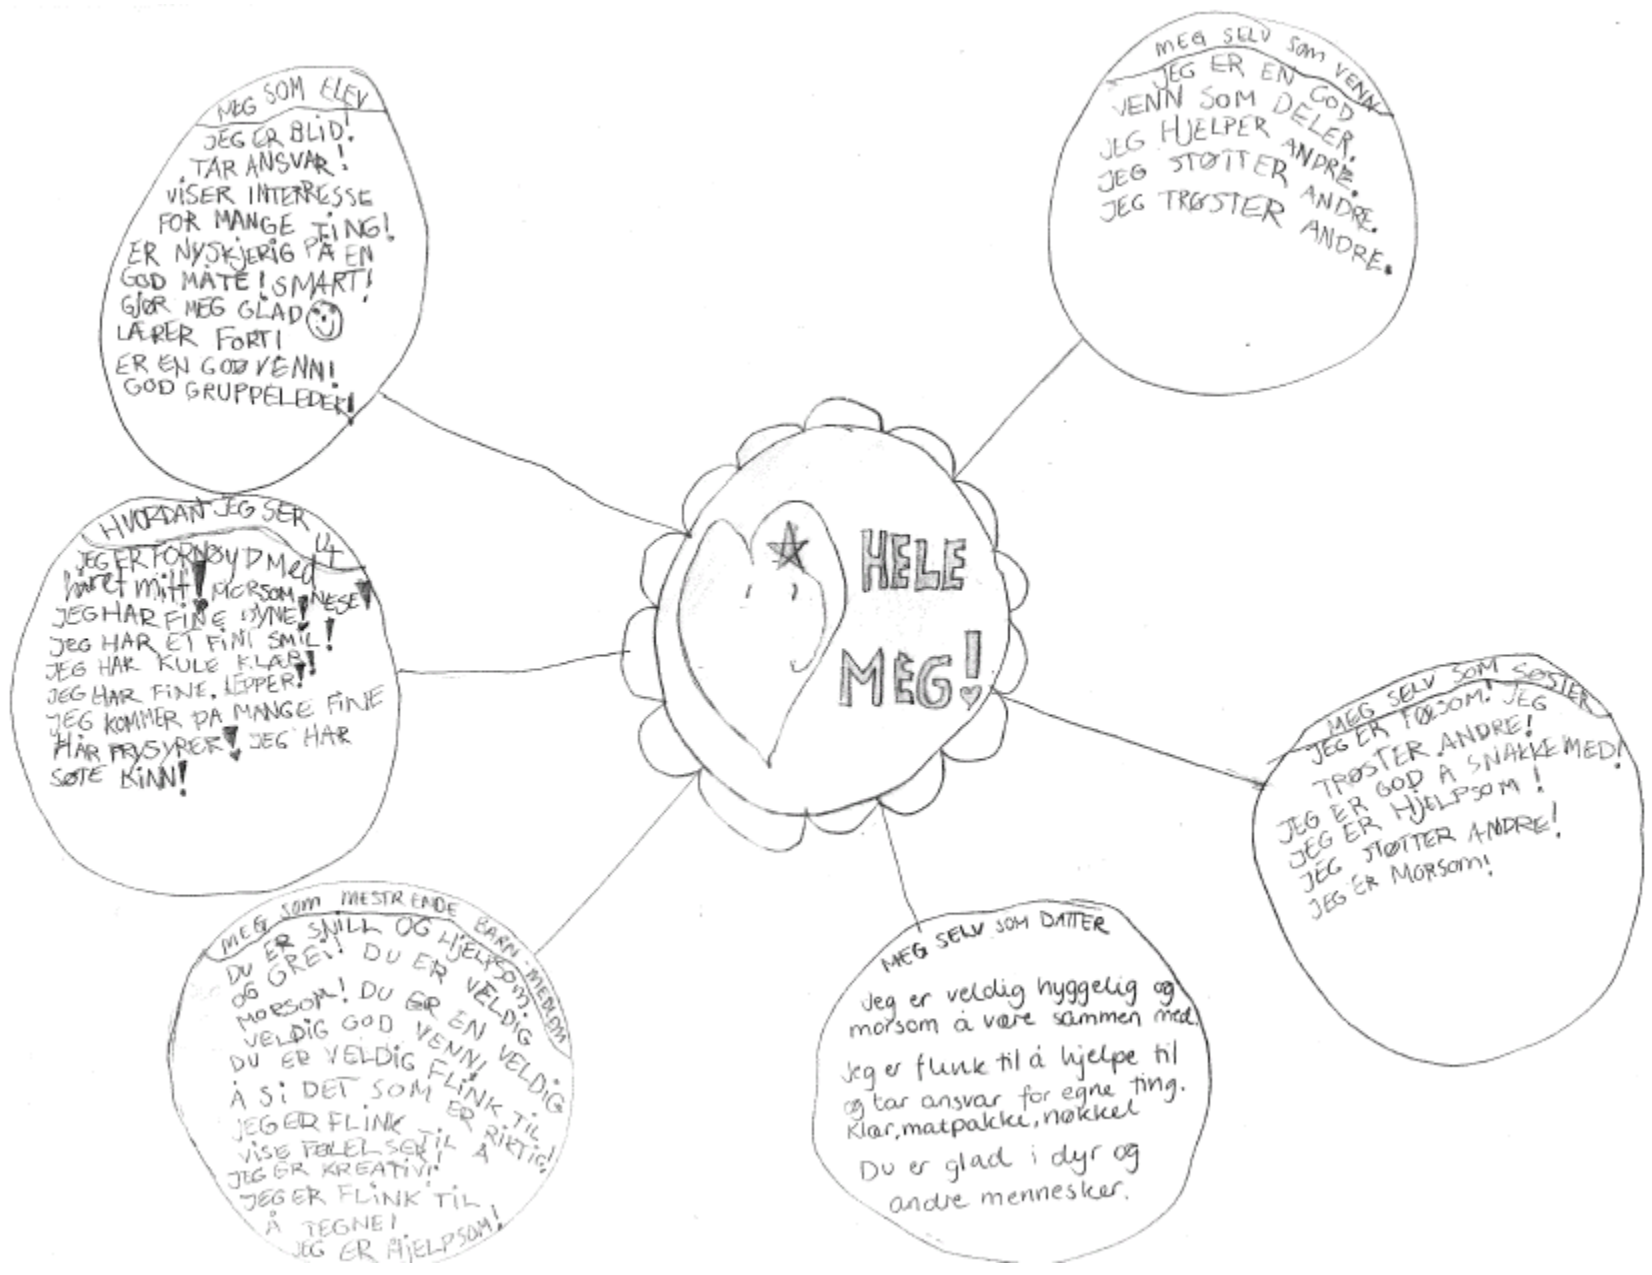 MEG SOM ELEV
JEG ER BLID!
TAR ANSVAR!
VISER INTERRESSE
FOR MANGE TING!
ER NYSKJERIG PÅ EN
GOD MÅTE! SMART!
GJØR MEG GLAD
LÆRER FORT!
ER EN GOD VENN!
GOD GRUPPELEDER!
MEG SELV SOM VENN
JEG ER EN GOD
VENN SOM DELER.
JEG HJELPER ANDRE.
JEG STØTTER ANDRE.
JEG TRØSTER ANDRE.
HVORDAN JEG SER UT
JEG ER FORNØYD Med
håret mitt! MORSOM NESE!
JEG HAR FINE ØYNE!
JEG HAR ET FINT SMIL!
JEG HAR KULE KLÆR!
JEG HAR FINE LEPPER!
JEG KOMMER PÅ MANGE FINE
HÅR FRYSYRER! JEG HAR
SØTE KINN!
HELE
MEG!
MEG SELV SOM SØSTER
JEG ER FØLSOM! JEG
TRØSTER ANDRE!
JEG ER GOD Å SNAKKE MED!
JEG ER HJELPSOM!
JEG STØTTER ANDRE!
JEG ER MORSOM!
MEG SOM MESTRENDE BARN-MEDLEM
DU ER SNILL OG HJELPSOM
OG GREI! DU ER VELDIG
MORSOM! DU ER EN VELDIG
VELDIG GOD VENN!
DU ER VELDIG FLINK TIL
Å SI DET SOM ER RIKTIG!
JEG ER FLINK TIL Å
VISE FØLELSER!
JEG ER KREATIV!
JEG ER FLINK TIL
Å TEGNE!
JEG ER HJELPSOM!
MEG SELV SOM DATTER
Jeg er veldig hyggelig og
morsom å være sammen med.
Jeg er flink til å hjelpe til
og tar ansvar for egne ting.
Klær, matpakke, nøkkel
Du er glad i dyr og
andre mennesker.